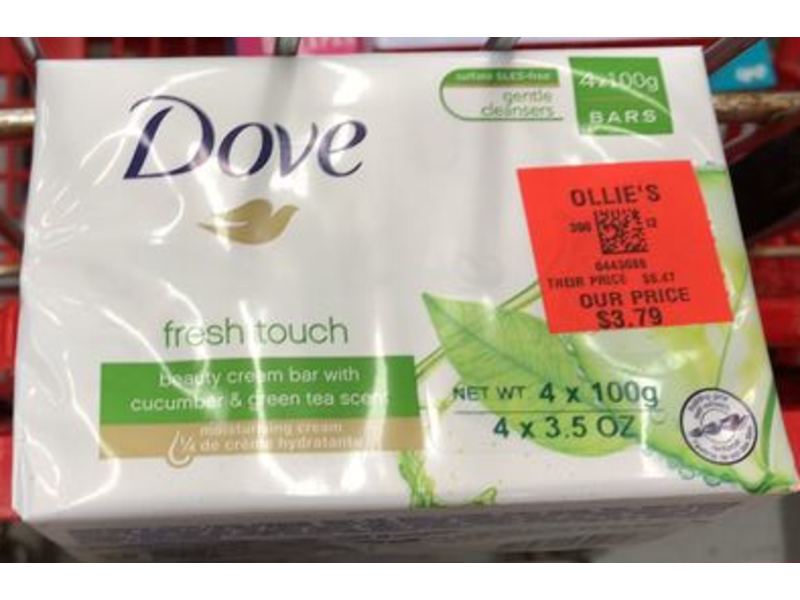 Dove
sulfate SLES-free
gentle
cleansers
4x100g
BARS
OLLIE'S
OUR PRICE
$3.79
THEIR PRICE
fresh touch
beauty cream bar with
cucumber & green tea scent
moisturising cream
¼ de crème hydratante
NET WT 4 x 100g
4 x 3.5 OZ